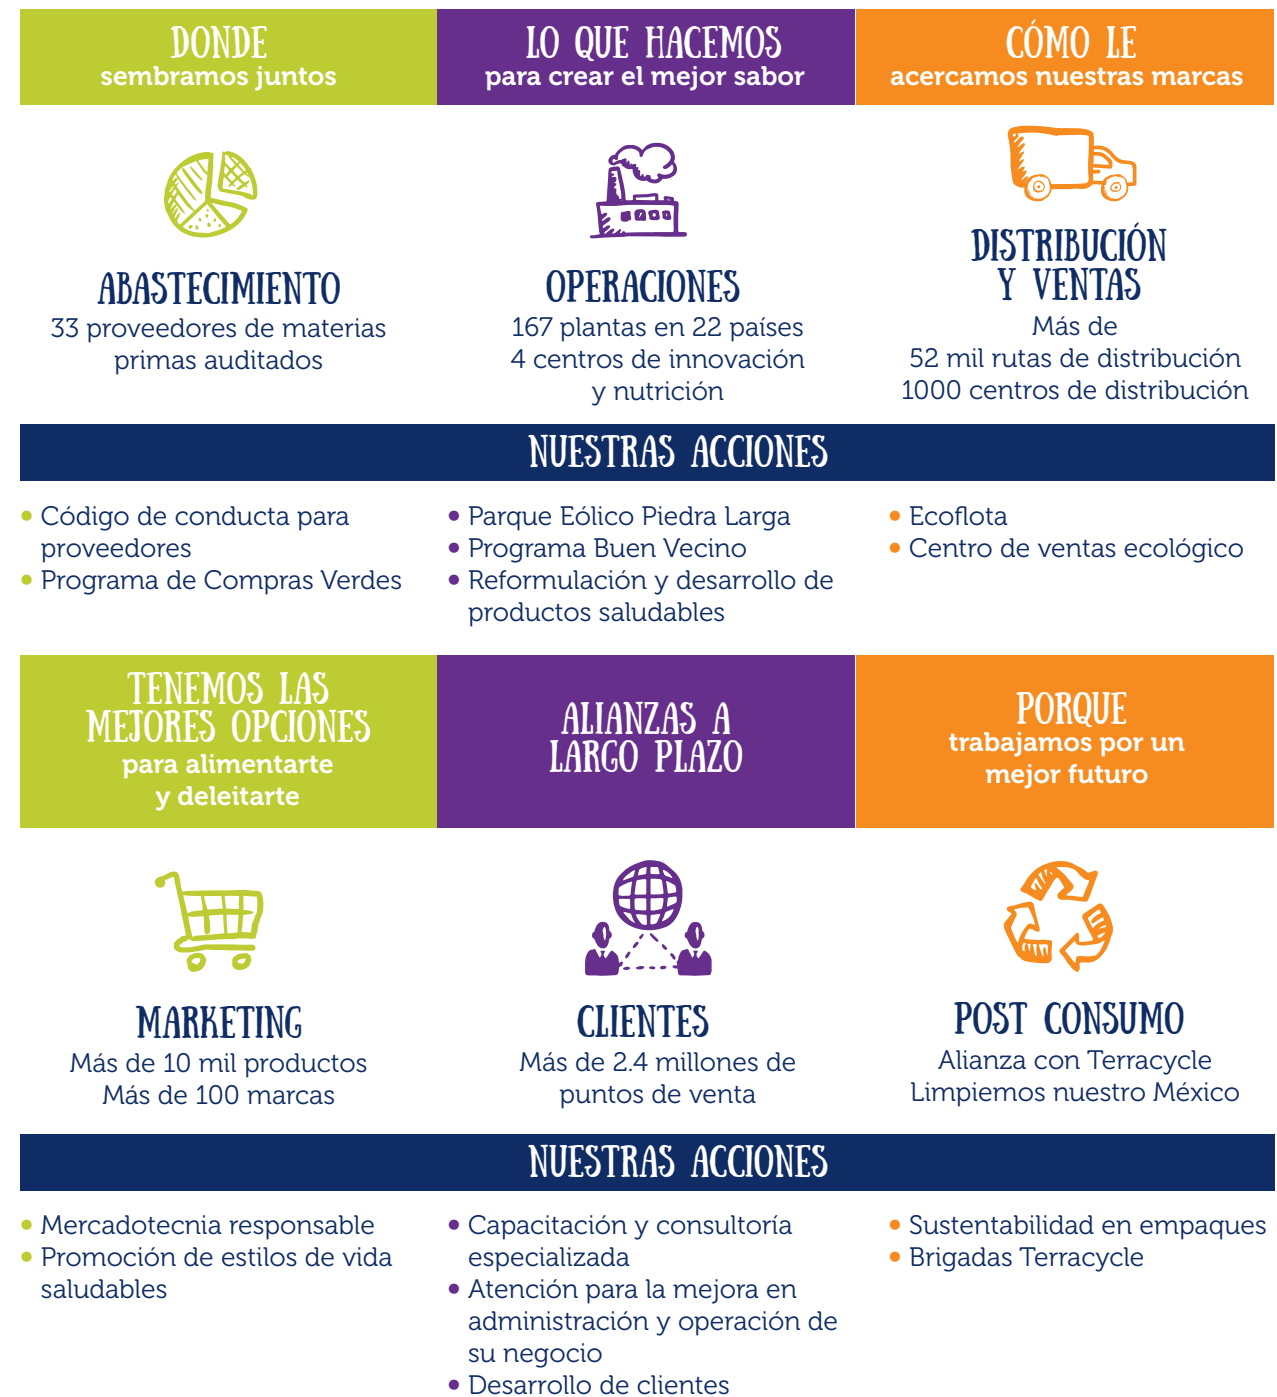 DONDE
sembramos juntos
LO QUE HACEMOS
para crear el mejor sabor
CÓMO LE
acercamos nuestras marcas
ABASTECIMIENTO
33 proveedores de materias
primas auditados
OPERACIONES
167 plantas en 22 países
4 centros de innovación
y nutrición
DISTRIBUCIÓN
Y VENTAS
Más de
52 mil rutas de distribución
1000 centros de distribución
NUESTRAS ACCIONES
• Código de conducta para
proveedores
• Programa de Compras Verdes
• Parque Eólico Piedra Larga
• Programa Buen Vecino
• Reformulación y desarrollo de
productos saludables
• Ecoflota
• Centro de ventas ecológico
TENEMOS LAS
MEJORES OPCIONES
para alimentarte
y deleitarte
ALIANZAS A
LARGO PLAZO
PORQUE
trabajamos por un
mejor futuro
MARKETING
Más de 10 mil productos
Más de 100 marcas
CLIENTES
Más de 2.4 millones de
puntos de venta
POST CONSUMO
Alianza con Terracycle
Limpiemos nuestro México
NUESTRAS ACCIONES
• Mercadotecnia responsable
• Promoción de estilos de vida
saludables
• Capacitación y consultoría
especializada
• Atención para la mejora en
administración y operación de
su negocio
• Desarrollo de clientes
• Sustentabilidad en empaques
• Brigadas Terracycle